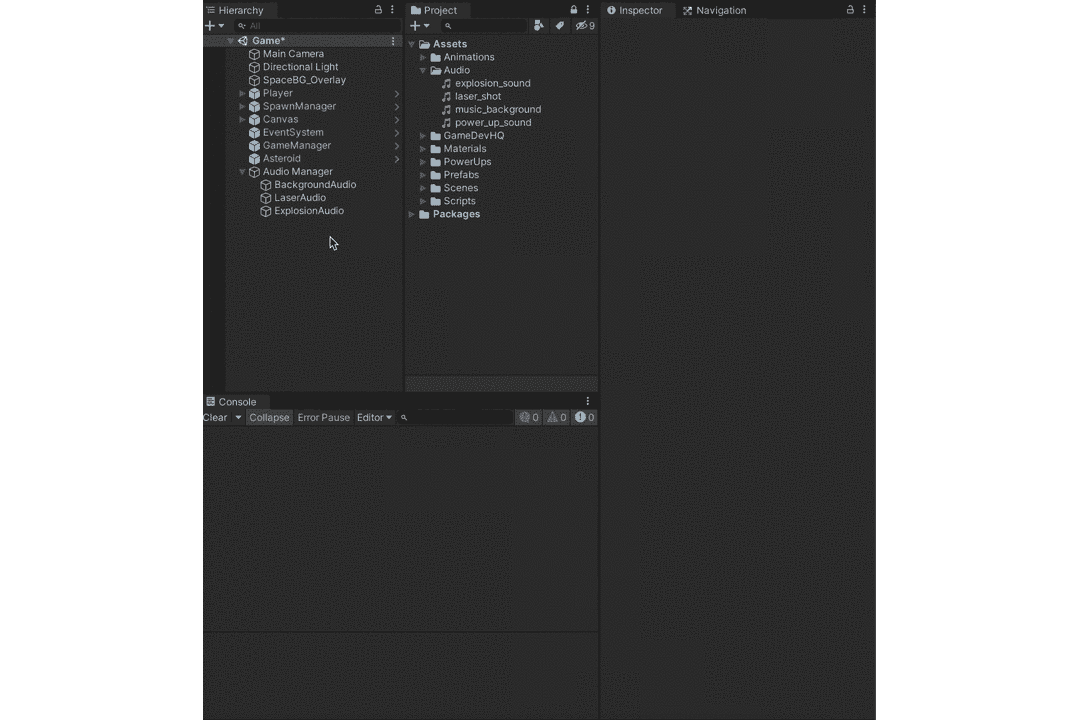 Hierarchy
All
Game*
Main Camera
Directional Light
SpaceBG_Overlay
Player
SpawnManager
Canvas
EventSystem
GameManager
Asteroid
Audio Manager
BackgroundAudio
LaserAudio
ExplosionAudio
Project
9
Assets
Animations
Audio
explosion_sound
laser_shot
music_background
power_up_sound
GameDevHQ
Materials
PowerUps
Prefabs
Scenes
Scripts
Packages
Inspector Navigation
Console
Clear Collapse Error Pause Editor 0 0 0